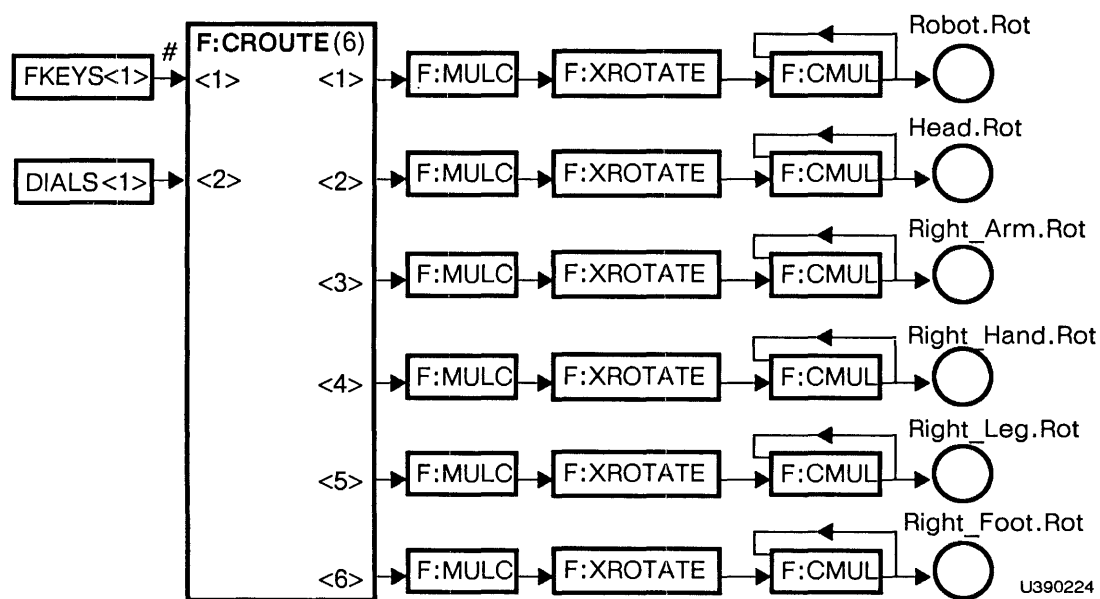 Robot.Rot
# F:CROUTE(6)
FKEYS<1> <1> <1> F:MULC F:XROTATE F:CMUL
Head.Rot
DIALS<1> <2> <2> F:MULC F:XROTATE F:CMUL
Right_Arm.Rot
<3> F:MULC F:XROTATE F:CMUL
Right_Hand.Rot
<4> F:MULC F:XROTATE F:CMUL
Right_Leg.Rot
<5> F:MULC F:XROTATE F:CMUL
Right_Foot.Rot
<6> F:MULC F:XROTATE F:CMUL
U390224